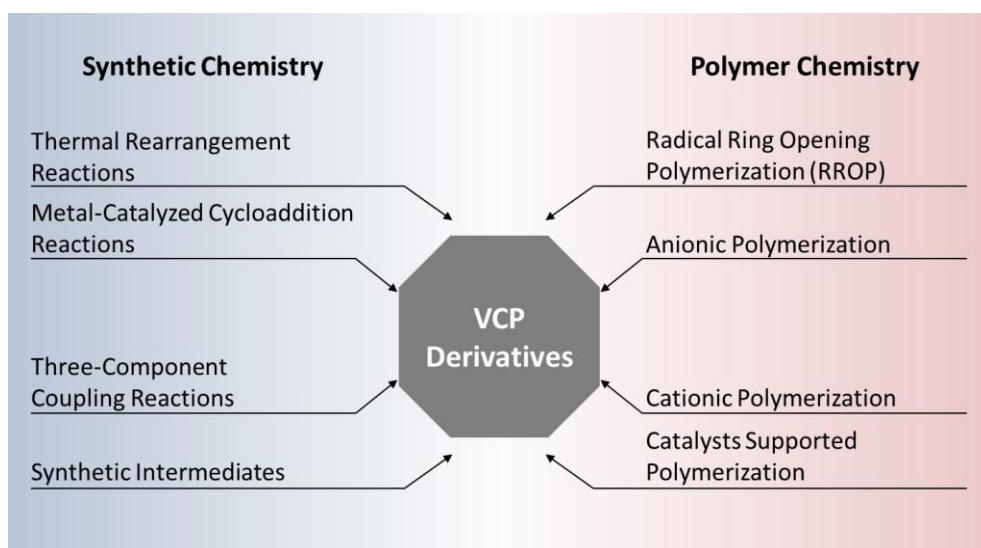 Synthetic Chemistry
Thermal Rearrangement
Reactions
Metal-Catalyzed Cycloaddition
Reactions
Three-Component
Coupling Reactions
Synthetic Intermediates
VCP
Derivatives
Polymer Chemistry
Radical Ring Opening
Polymerization (RROP)
Anionic Polymerization
Cationic Polymerization
Catalysts Supported
Polymerization